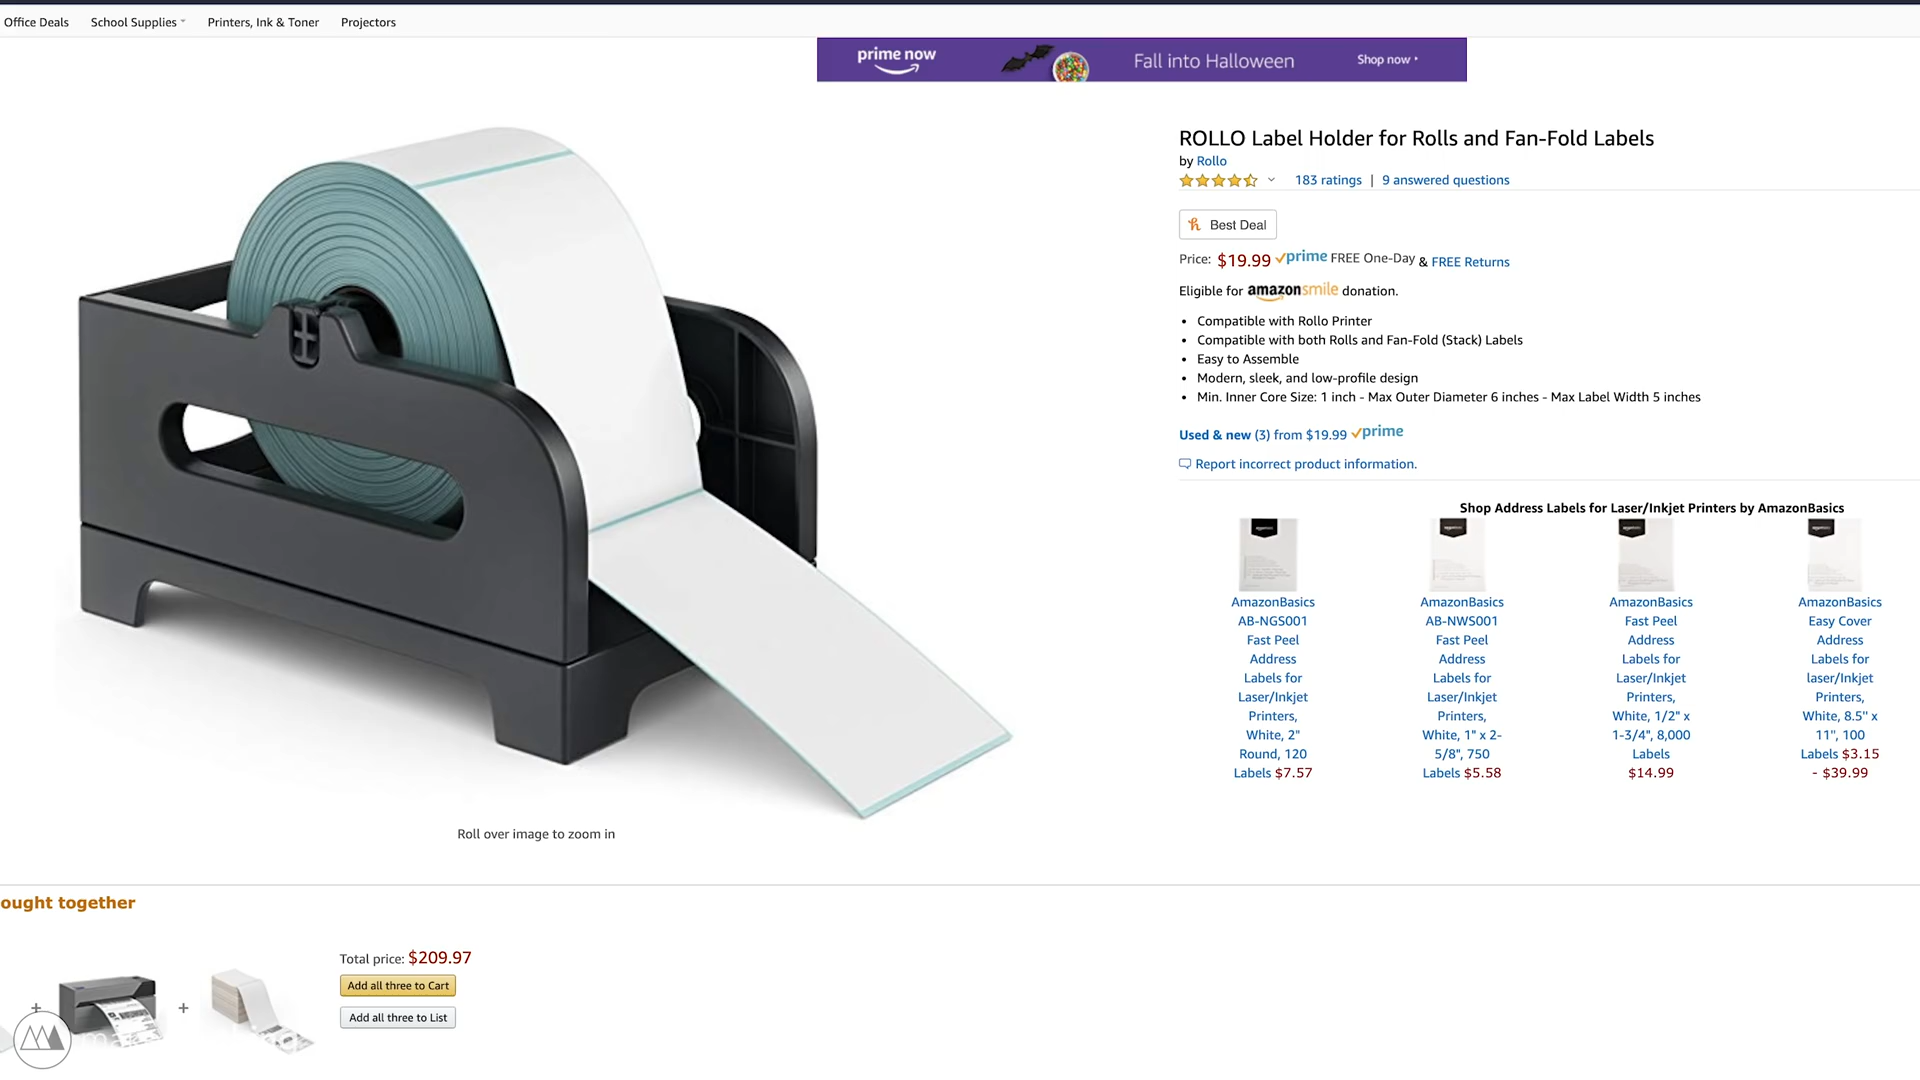 Office Deals School Supplies Printers, Ink & Toner Projectors
prime now Fall into Halloween Shop now
ROLLO Label Holder for Rolls and Fan-Fold Labels
by Rollo
183 ratings | 9 answered questions
Best Deal
Price: $19.99 prime FREE One-Day & FREE Returns
Eligible for amazonsmile donation.
• Compatible with Rollo Printer
• Compatible with both Rolls and Fan-Fold (Stack) Labels
• Easy to Assemble
• Modern, sleek, and low-profile design
• Min. Inner Core Size: 1 inch - Max Outer Diameter 6 inches - Max Label Width 5 inches
Used & new (3) from $19.99 prime
Report incorrect product information.
Shop Address Labels for Laser/Inkjet Printers by AmazonBasics
AmazonBasics
AB-NGS001
Fast Peel
Address
Labels for
Laser/Inkjet
Printers,
White, 2"
Round, 120
Labels $7.57
AmazonBasics
AB-NWS001
Fast Peel
Address
Labels for
Laser/Inkjet
Printers,
White, 1" x 2-
5/8", 750
Labels $5.58
AmazonBasics
Fast Peel
Address
Labels for
Laser/Inkjet
Printers,
White, 1/2" x
1-3/4", 8,000
Labels
$14.99
AmazonBasics
Easy Cover
Address
Labels for
laser/Inkjet
Printers,
White, 8.5" x
11", 100
Labels $3.15
- $39.99
Roll over image to zoom in
ought together
Total price: $209.97
Add all three to Cart
Add all three to List